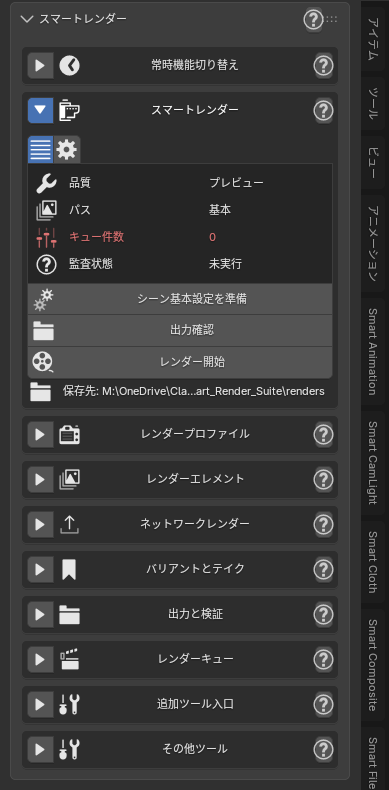 スマートレンダー
常時機能切り替え
スマートレンダー
品質 プレビュー
パス 基本
キュー件数 0
監査状態 未実行
シーン基本設定を準備
出力確認
レンダー開始
保存先: M:\OneDrive\Cla...art_Render_Suite\renders
レンダープロファイル
レンダーエレメント
ネットワークレンダー
バリアントとテイク
出力と検証
レンダーキュー
追加ツール入口
その他ツール
アイテム
ツール
ビュー
アニメーション
Smart Animation
Smart CamLight
Smart Cloth
Smart Composite
Smart File